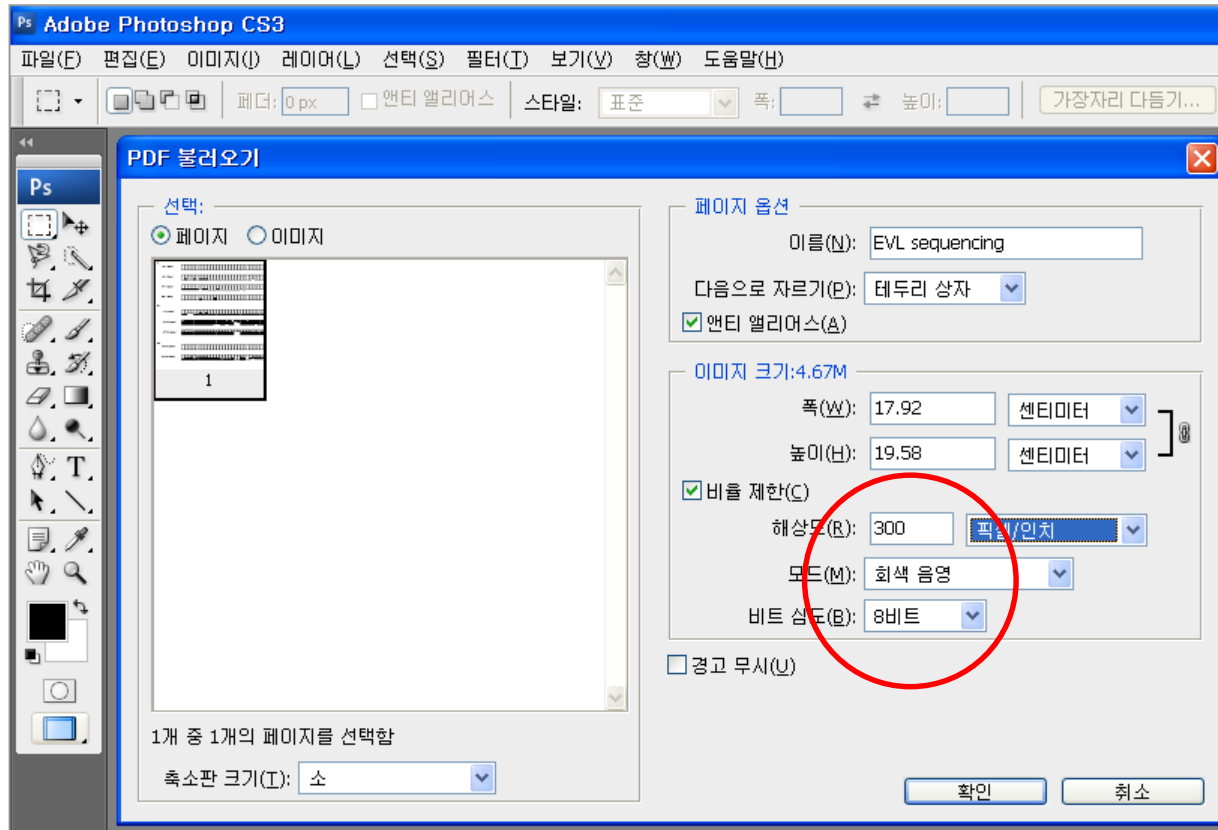 Ps Adobe Photoshop CS3
파일(F) 편집(E) 이미지(I) 레이어(L) 선택(S) 필터(T) 보기(V) 창(W) 도움말(H)
페더: 0 px 앤티 앨리어스 스타일: 표준 폭: 높이: 가장자리 다듬기...
PDF 불러오기
Ps
선택:
페이지 이미지
1
1개 중 1개의 페이지를 선택함
축소판 크기(T): 소
페이지 옵션
이름(N): EVL sequencing
다음으로 자르기(P): 테두리 상자
앤티 앨리어스(A)
이미지 크기:4.67M
폭(W): 17.92 센티미터
높이(H): 19.58 센티미터
비율 제한(C)
해상도(R): 300 픽셀/인치
모드(M): 회색 음영
비트 심도(B): 8비트
경고 무시(U)
확인 취소